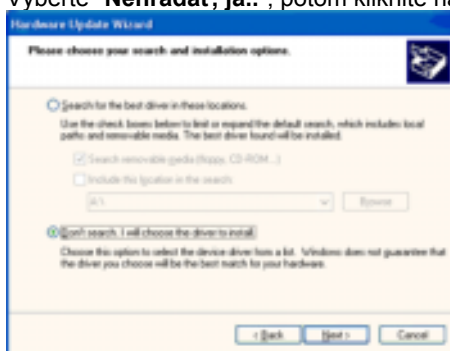 Vyberte "Nehľadať, ja..", potom kliknite na
Hardware Update Wizard
Please choose your search and installation options.
Search for the best driver in these locations.
Use the check boxes below to limit or expand the default search, which includes local
paths and removable media. The best driver found will be installed.
Search removable media (floppy, CD-ROM...)
Include this location in the search:
A:\
Browse
Don't search. I will choose the driver to install.
Choose this option to select the device driver from a list. Windows does not guarantee that
the driver you choose will be the best match for your hardware.
< Back
Next >
Cancel